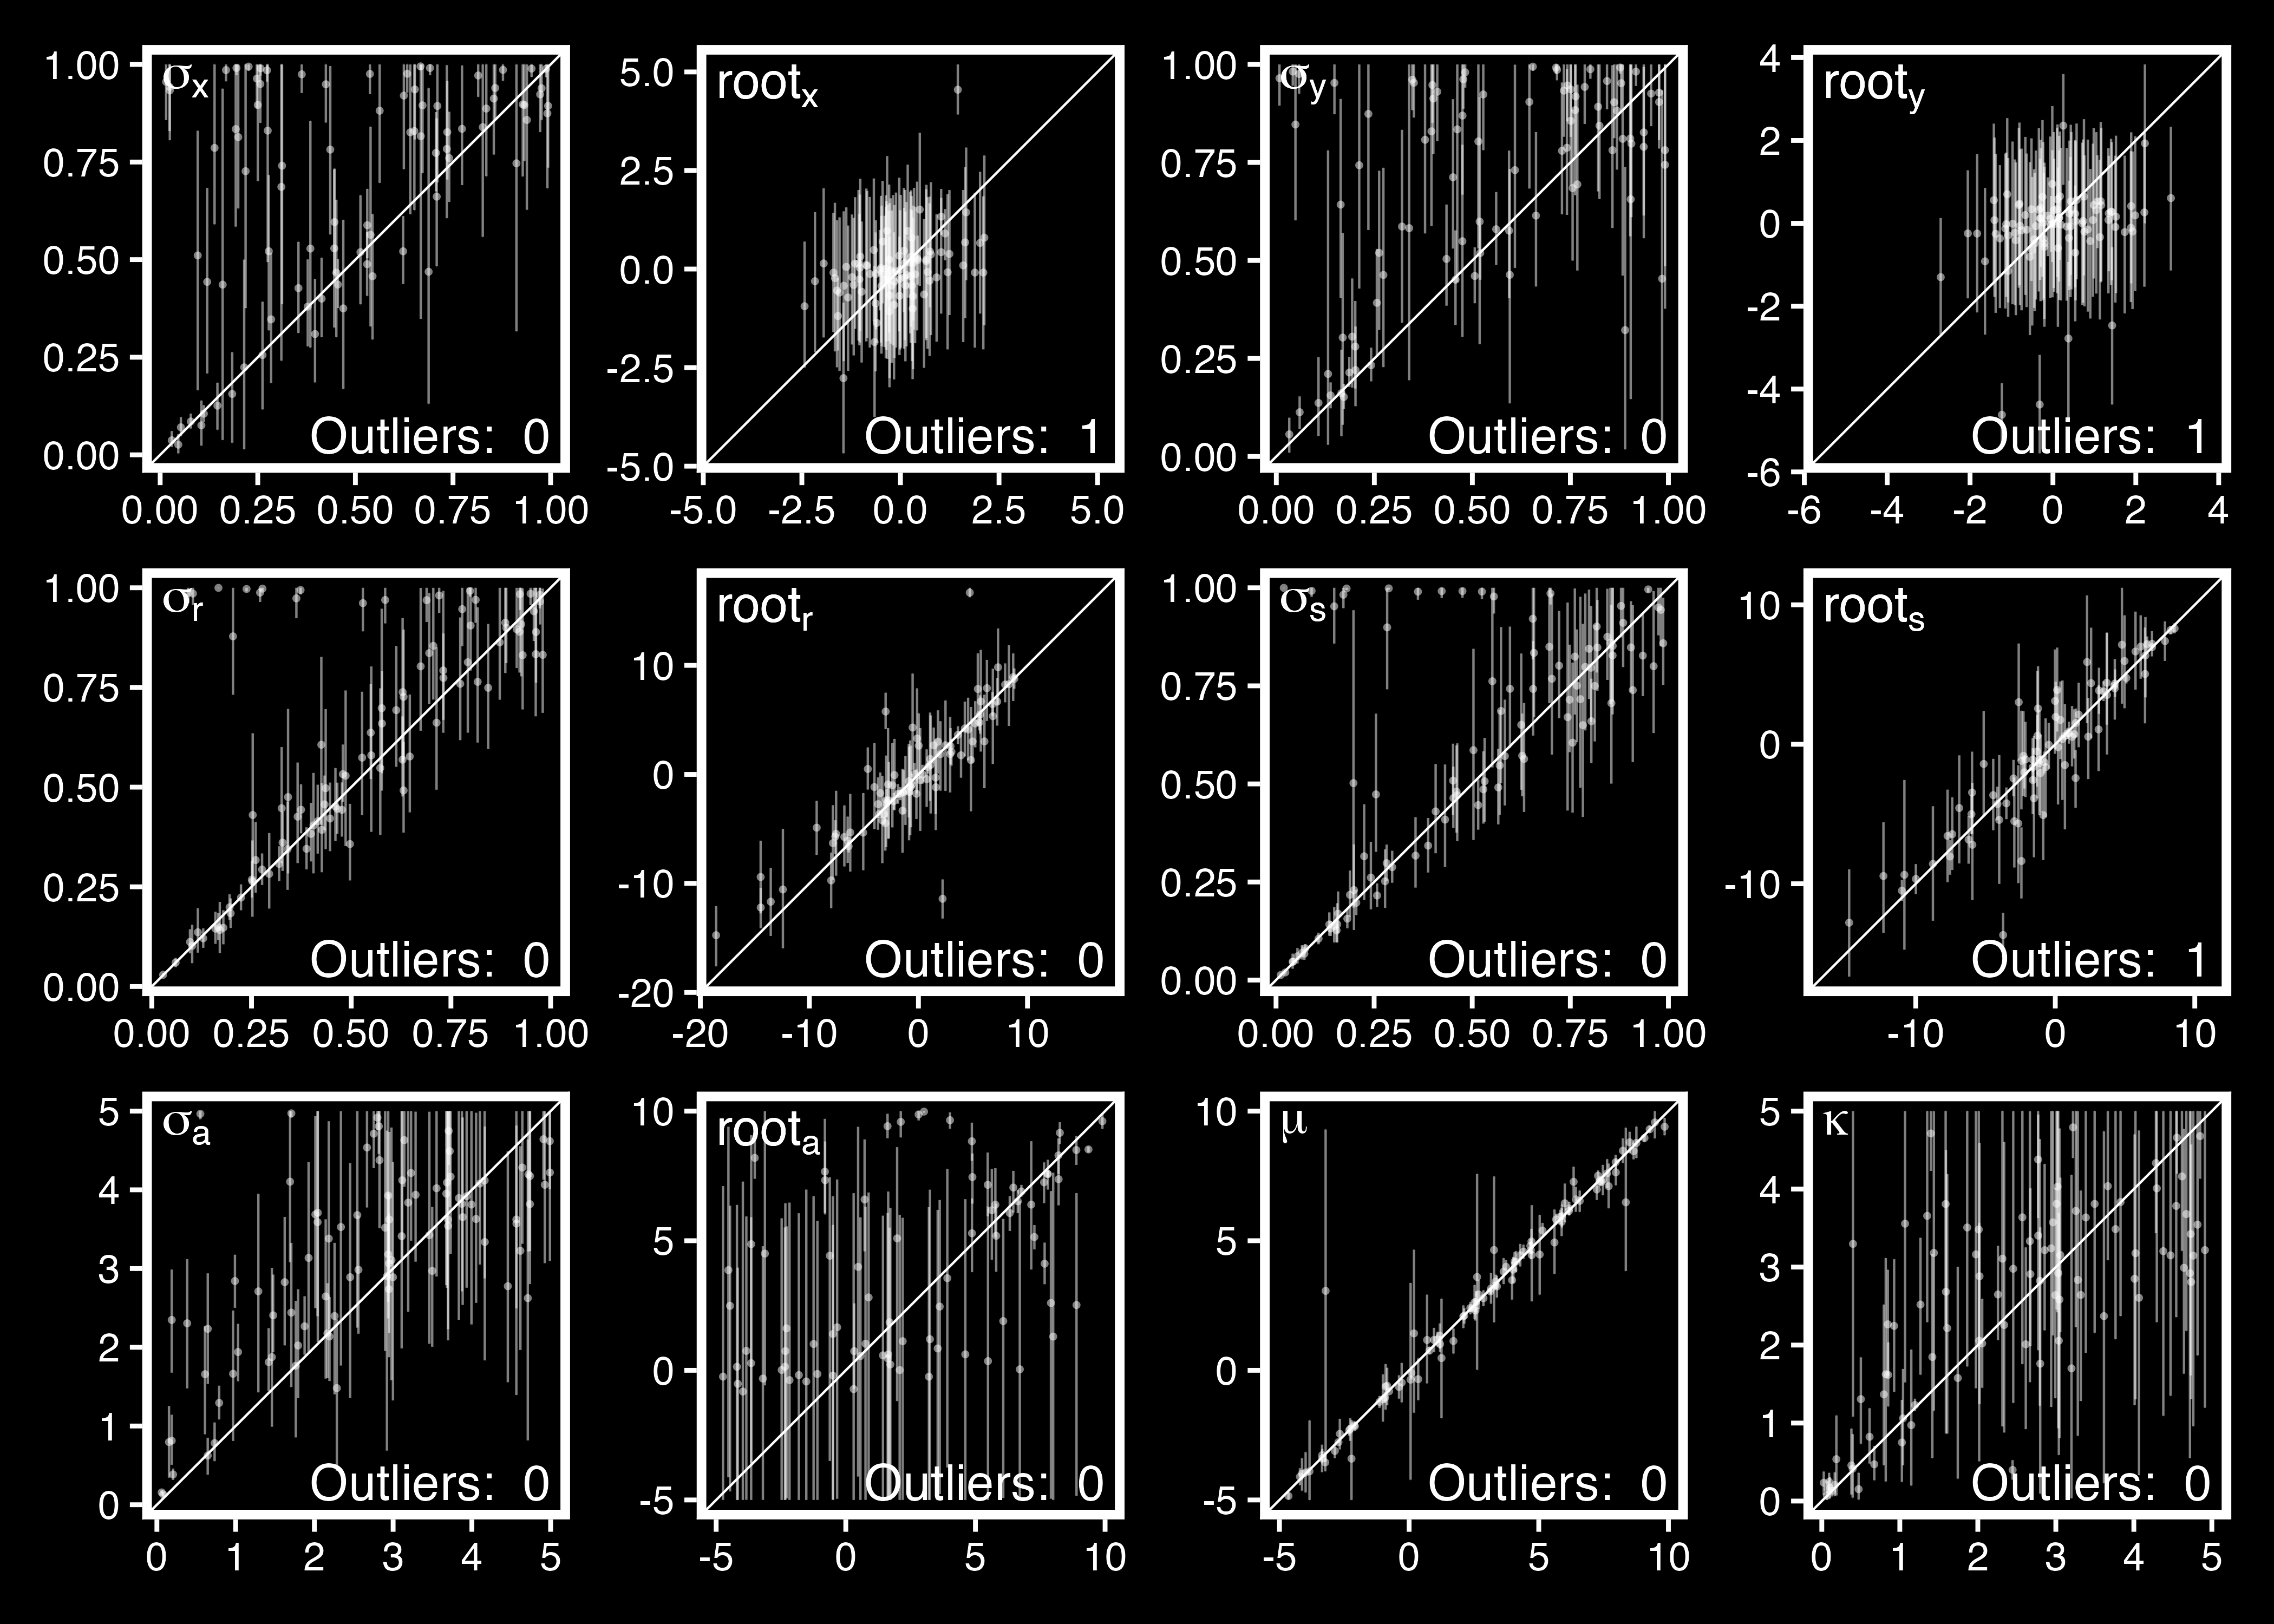 σx
Outliers: 0
1.00
0.75
0.50
0.25
0.00
0.00 0.25 0.50 0.75 1.00
rootx
Outliers: 1
5.0
2.5
0.0
-2.5
-5.0
-5.0 -2.5 0.0 2.5 5.0
σy
Outliers: 0
1.00
0.75
0.50
0.25
0.00
0.00 0.25 0.50 0.75 1.00
rooty
Outliers: 1
4
2
0
-2
-4
-6
-6 -4 -2 0 2 4
σr
Outliers: 0
1.00
0.75
0.50
0.25
0.00
0.00 0.25 0.50 0.75 1.00
rootr
Outliers: 0
10
0
-10
-20
-20 -10 0 10
σs
Outliers: 0
1.00
0.75
0.50
0.25
0.00
0.00 0.25 0.50 0.75 1.00
roots
Outliers: 1
10
0
-10
-10 0 10
σa
Outliers: 0
5
4
3
2
1
0
0 1 2 3 4 5
roota
Outliers: 0
10
5
0
-5
-5 0 5 10
μ
Outliers: 0
10
5
0
-5
-5 0 5 10
κ
Outliers: 0
5
4
3
2
1
0
0 1 2 3 4 5